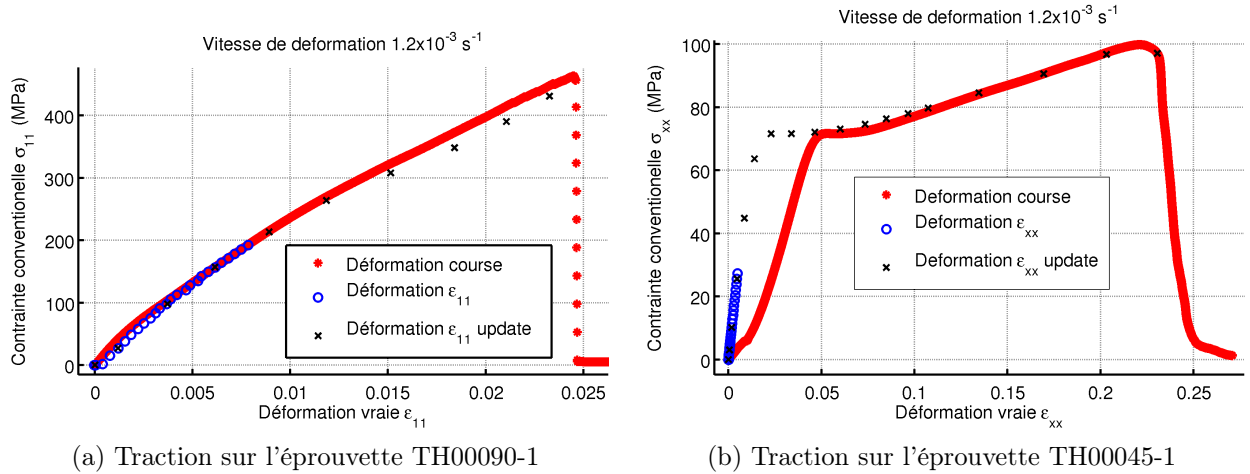 Vitesse de deformation 1.2x10⁻³ s⁻¹
Contrainte conventionelle σ₁₁ (MPa)
400
300
200
100
0
0 0.005 0.01 0.015 0.02 0.025
Déformation vraie ε₁₁
Déformation course
Déformation ε₁₁
Déformation ε₁₁ update
(a) Traction sur l'éprouvette TH00090-1
Vitesse de deformation 1.2x10⁻³ s⁻¹
Contrainte conventionelle σxx (MPa)
100
80
60
40
20
0
0 0.05 0.1 0.15 0.2 0.25
Déformation vraie εxx
Deformation course
Deformation εxx
Deformation εxx update
(b) Traction sur l'éprouvette TH00045-1